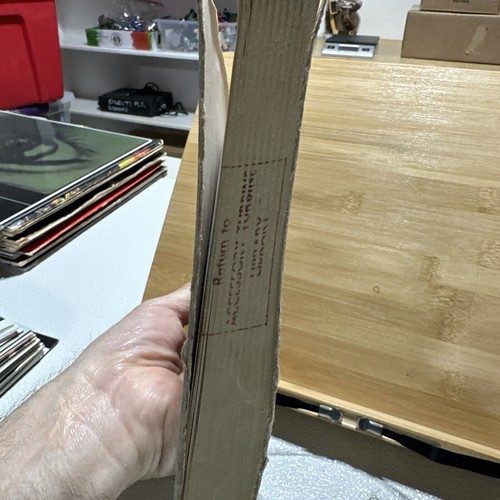 Return to
ACCESSORY TURBINE
LIBRARY